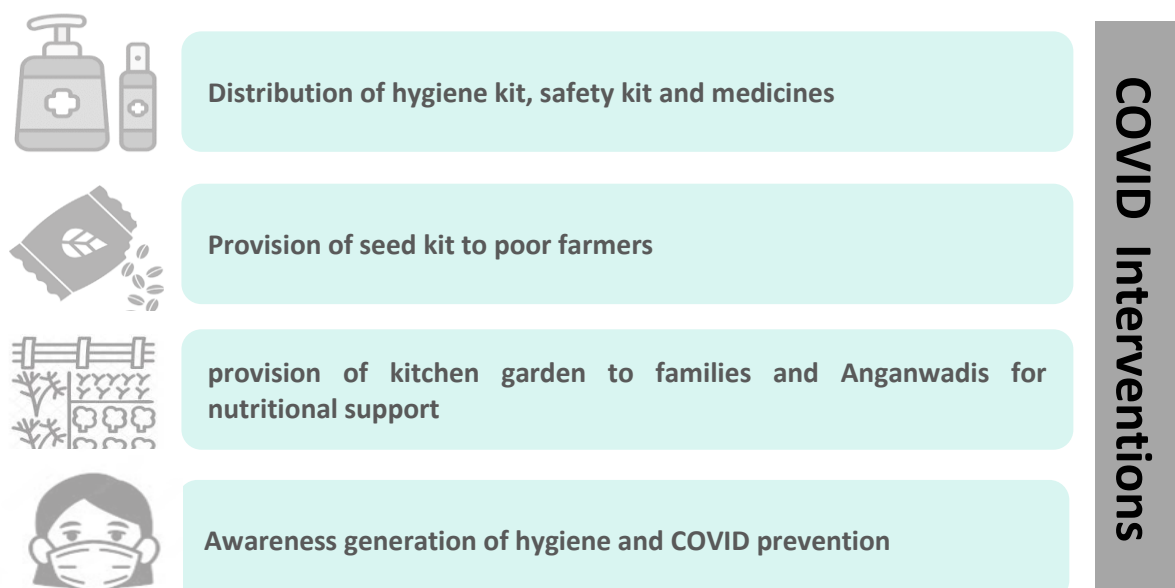 Distribution of hygiene kit, safety kit and medicines
Provision of seed kit to poor farmers
provision of kitchen garden to families and Anganwadis for
nutritional support
Awareness generation of hygiene and COVID prevention
COVID Interventions